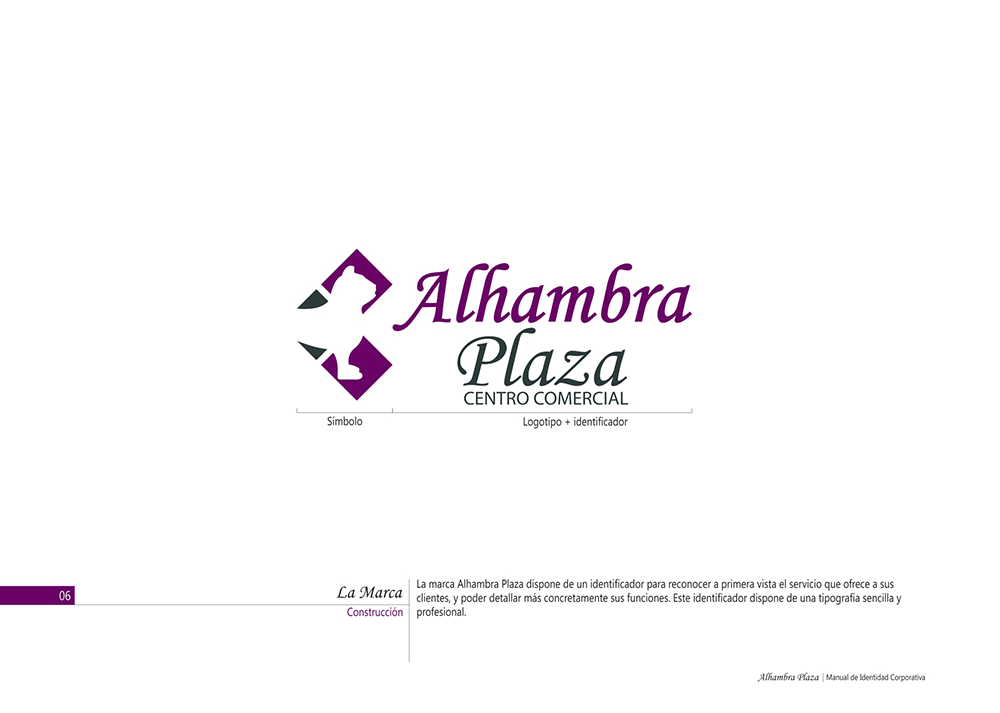 Alhambra
Plaza
CENTRO COMERCIAL
Símbolo
Logotipo + identificador
06
La Marca
Construcción
La marca Alhambra Plaza dispone de un identificador para reconocer a primera vista el servicio que ofrece a sus
clientes, y poder detallar más concretamente sus funciones. Este identificador dispone de una tipografía sencilla y
profesional.
Alhambra Plaza | Manual de Identidad Corporativa